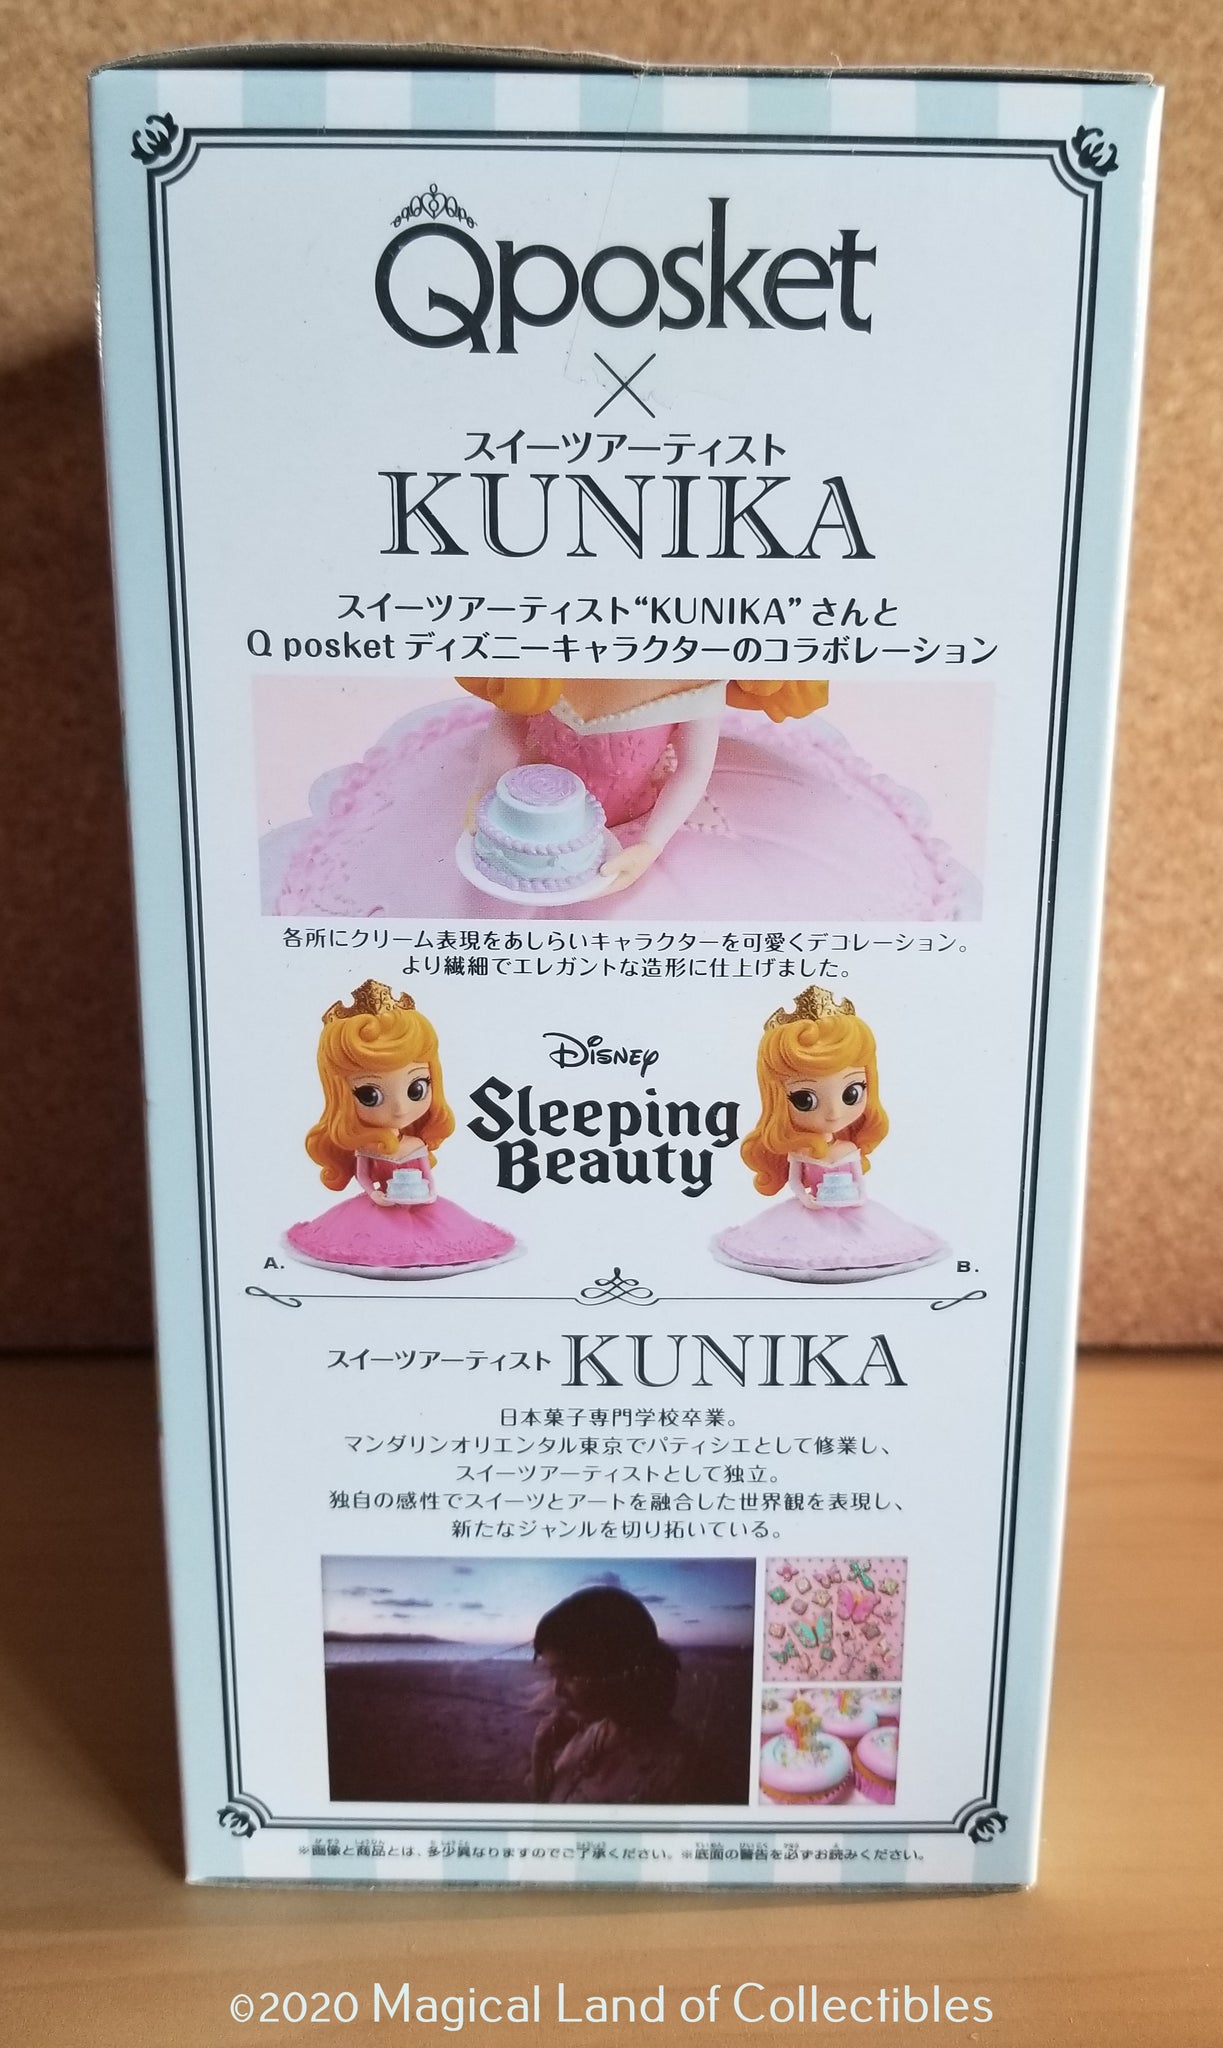 Qposket
×
スイーツアーティスト
KUNIKA
スイーツアーティスト“KUNIKA”さんと
Q posket ディズニーキャラクターのコラボレーション
各所にクリーム表現をあしらいキャラクターを可愛くデコレーション。
より繊細でエレガントな造形に仕上げました。
Disney
Sleeping
Beauty
A.
B.
スイーツアーティスト KUNIKA
日本菓子専門学校卒業。
マンダリンオリエンタル東京でパティシエとして修業し、
スイーツアーティストとして独立。
独自の感性でスイーツとアートを融合した世界観を表現し、
新たなジャンルを切り拓いている。
※画像と商品とは、多少異なりますのでご了承ください。※底面の警告を必ずお読みください。
©2020 Magical Land of Collectibles